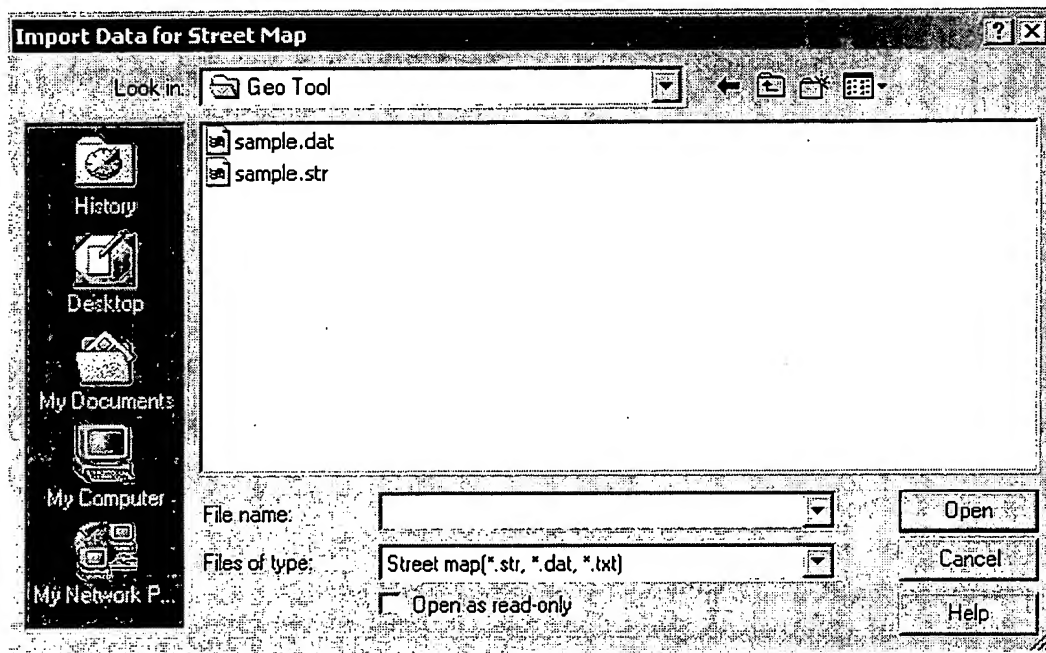 Import Data for Street Map
Look in: Geo Tool
sample.dat
sample.str
History
Desktop
My Documents
My Computer
My Network P...
File name:
Files of type: Street map(*.str, *.dat, *.txt)
Open as read-only
Open
Cancel
Help